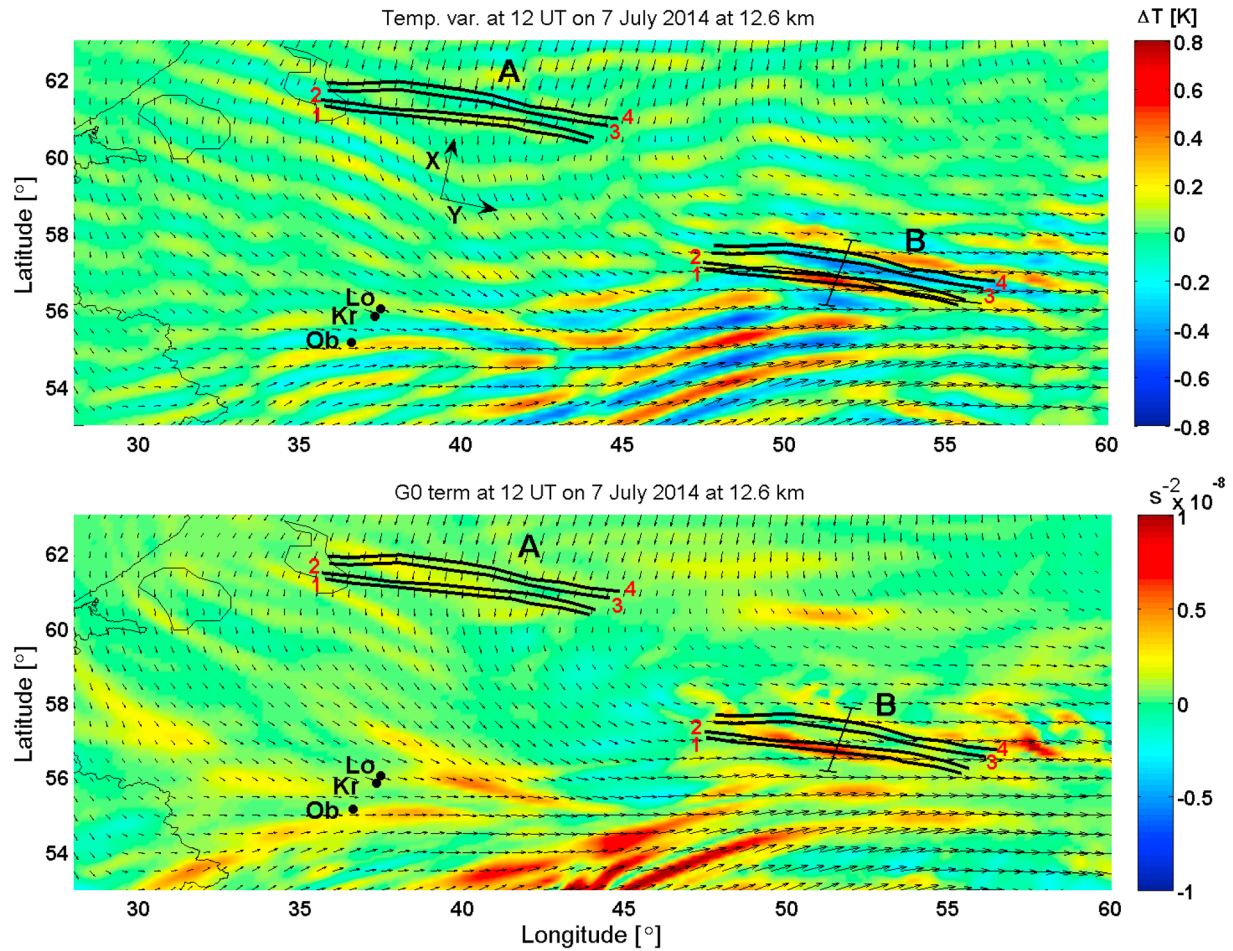 Temp. var. at 12 UT on 7 July 2014 at 12.6 km
ΔT [K]
0.8
0.6
0.4
0.2
0
-0.2
-0.4
-0.6
-0.8
Latitude [°]
62
60
58
56
54
A
2
1
4
3
X
Y
B
2
1
4
3
Lo
Kr
Ob
30 35 40 45 50 55 60
G0 term at 12 UT on 7 July 2014 at 12.6 km
s⁻² x 10⁻⁸
1
0.5
0
-0.5
-1
Latitude [°]
62
60
58
56
54
A
2
1
4
3
B
2
1
4
3
Lo
Kr
Ob
30 35 40 45 50 55 60
Longitude [°]